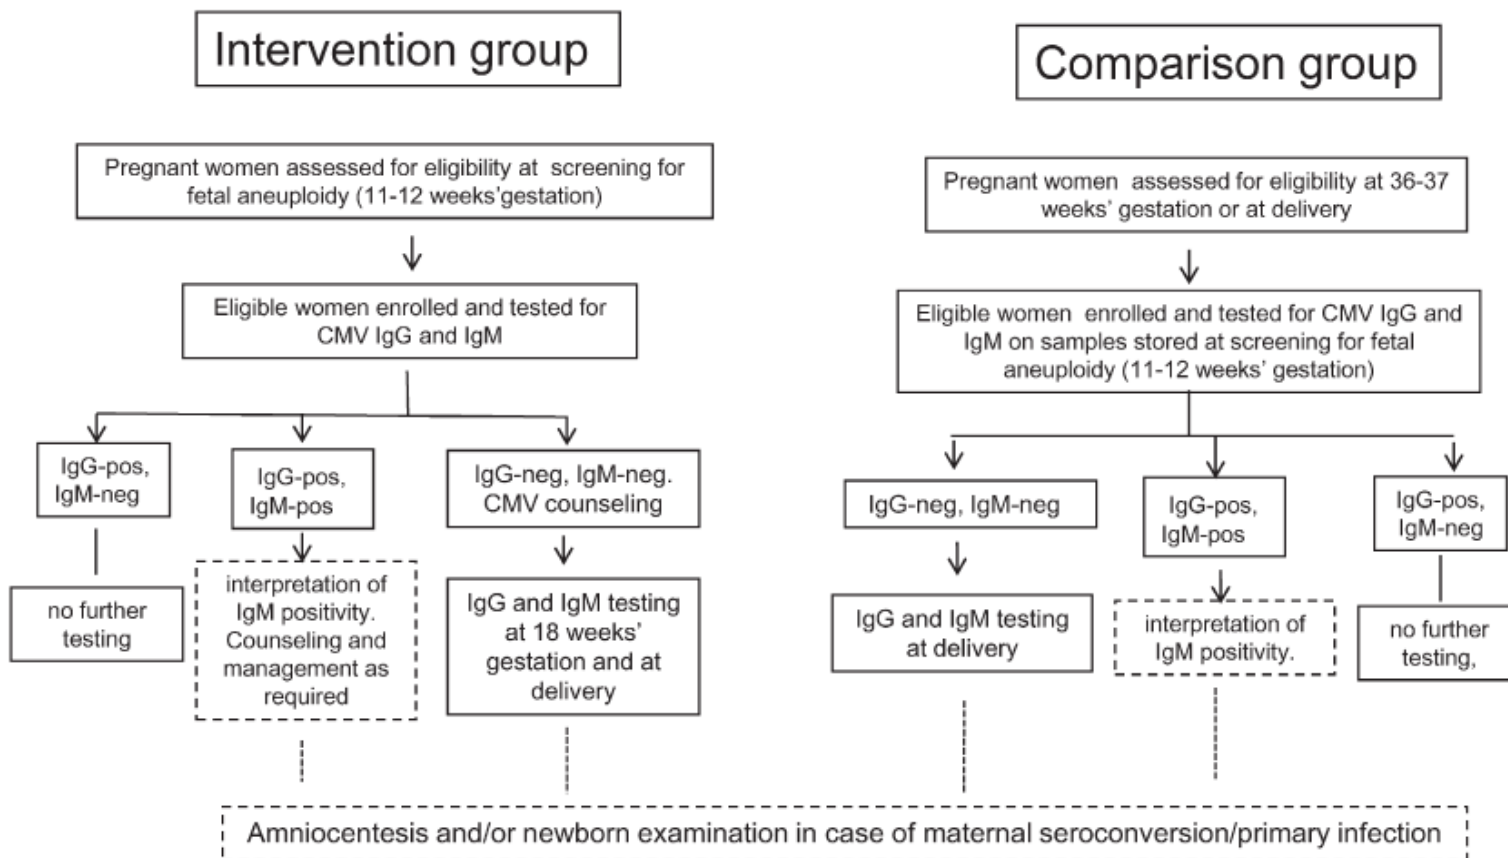 Intervention group
Pregnant women assessed for eligibility at screening for
fetal aneuploidy (11-12 weeks'gestation)
Eligible women enrolled and tested for
CMV IgG and IgM
IgG-pos,
IgM-neg
no further
testing
IgG-pos,
IgM-pos
interpretation of
IgM positivity.
Counseling and
management as
required
IgG-neg, IgM-neg.
CMV counseling
IgG and IgM testing
at 18 weeks'
gestation and at
delivery
Comparison group
Pregnant women assessed for eligibility at 36-37
weeks' gestation or at delivery
Eligible women enrolled and tested for CMV IgG and
IgM on samples stored at screening for fetal
aneuploidy (11-12 weeks' gestation)
IgG-neg, IgM-neg
IgG and IgM testing
at delivery
IgG-pos,
IgM-pos
interpretation of
IgM positivity.
IgG-pos,
IgM-neg
no further
testing,
Amniocentesis and/or newborn examination in case of maternal seroconversion/primary infection